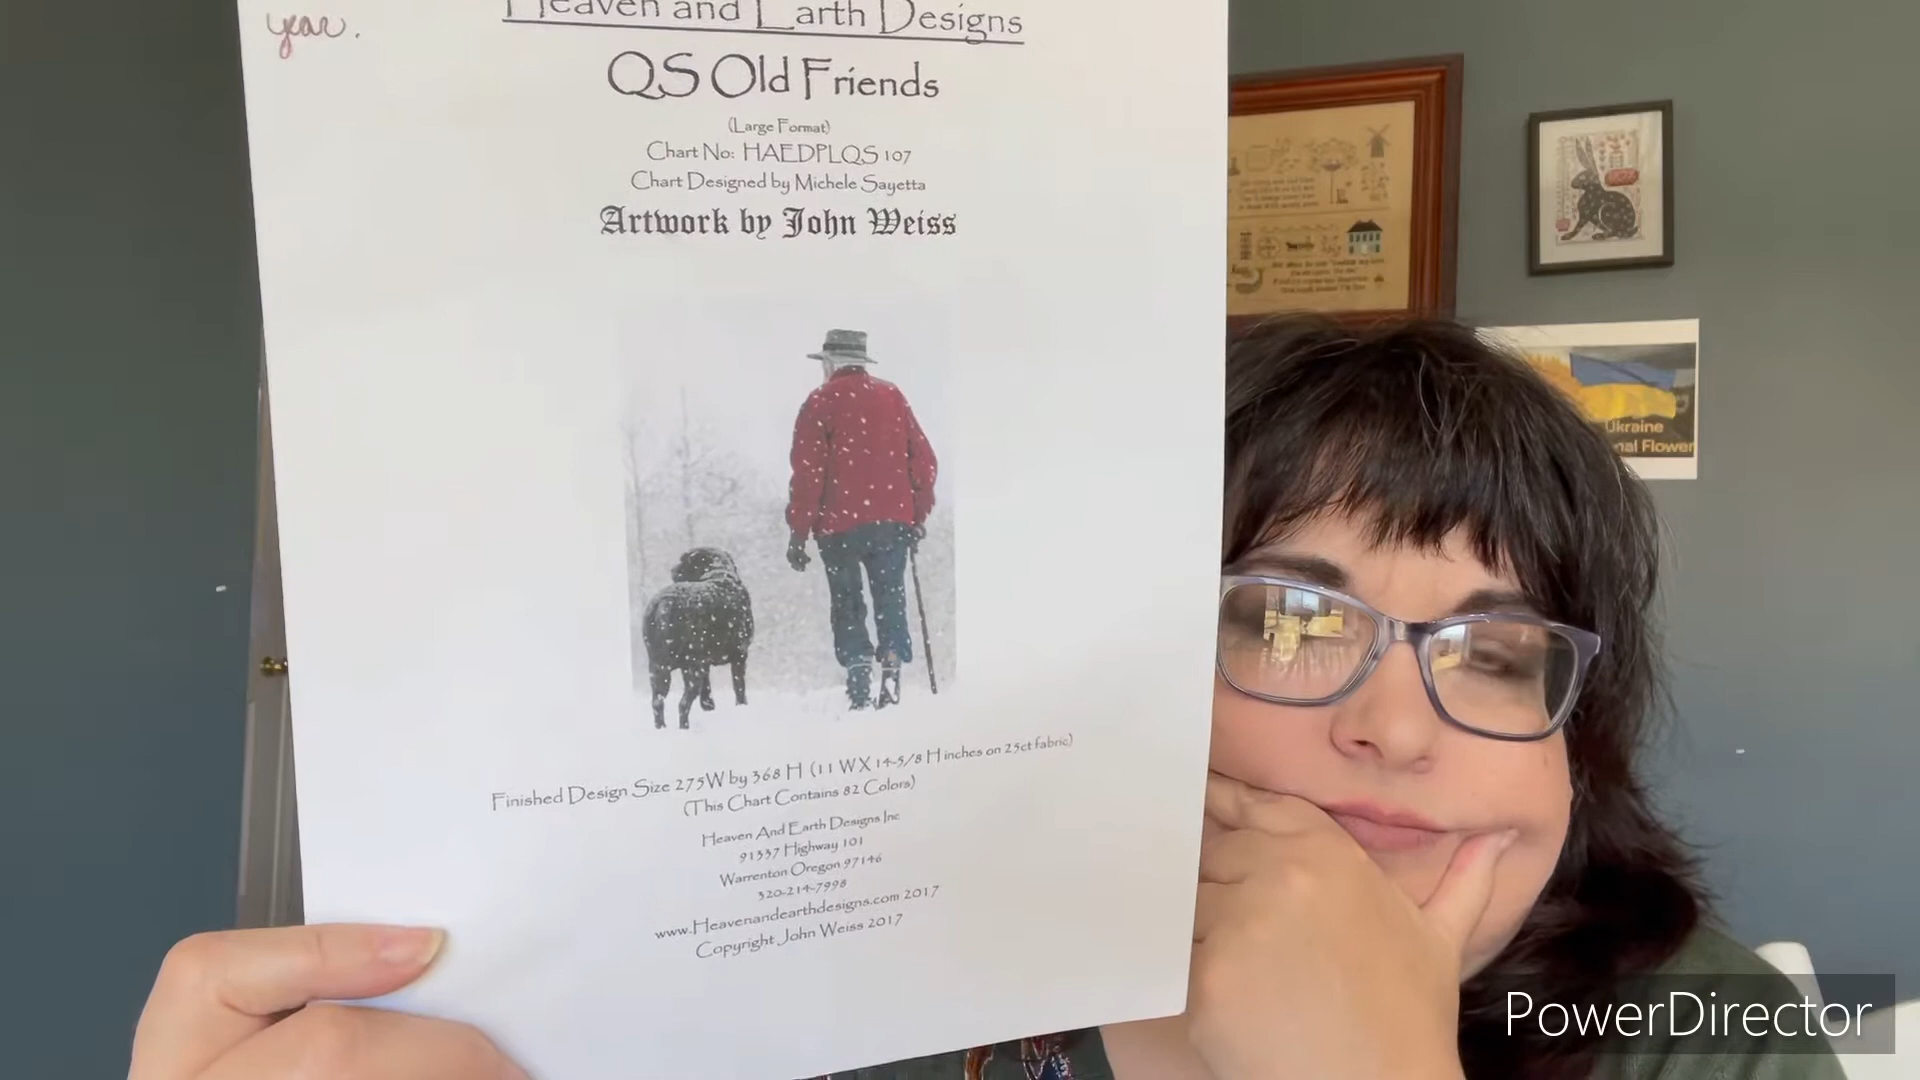 year.
Heaven and Earth Designs
QS Old Friends
(Large Format)
Chart No: HAEDPLQS 107
Chart Designed by Michele Sayetta
Artwork by John Weiss
Finished Design Size 275W by 368 H (11 W X 14-5/8 H inches on 25ct fabric)
(This Chart Contains 82 Colors)
Heaven And Earth Designs Inc
91337 Highway 101
Warrenton Oregon 97146
320-214-7998
www.Heavenandearthdesigns.com 2017
Copyright John Weiss 2017
Ukraine
nal Flower
PowerDirector